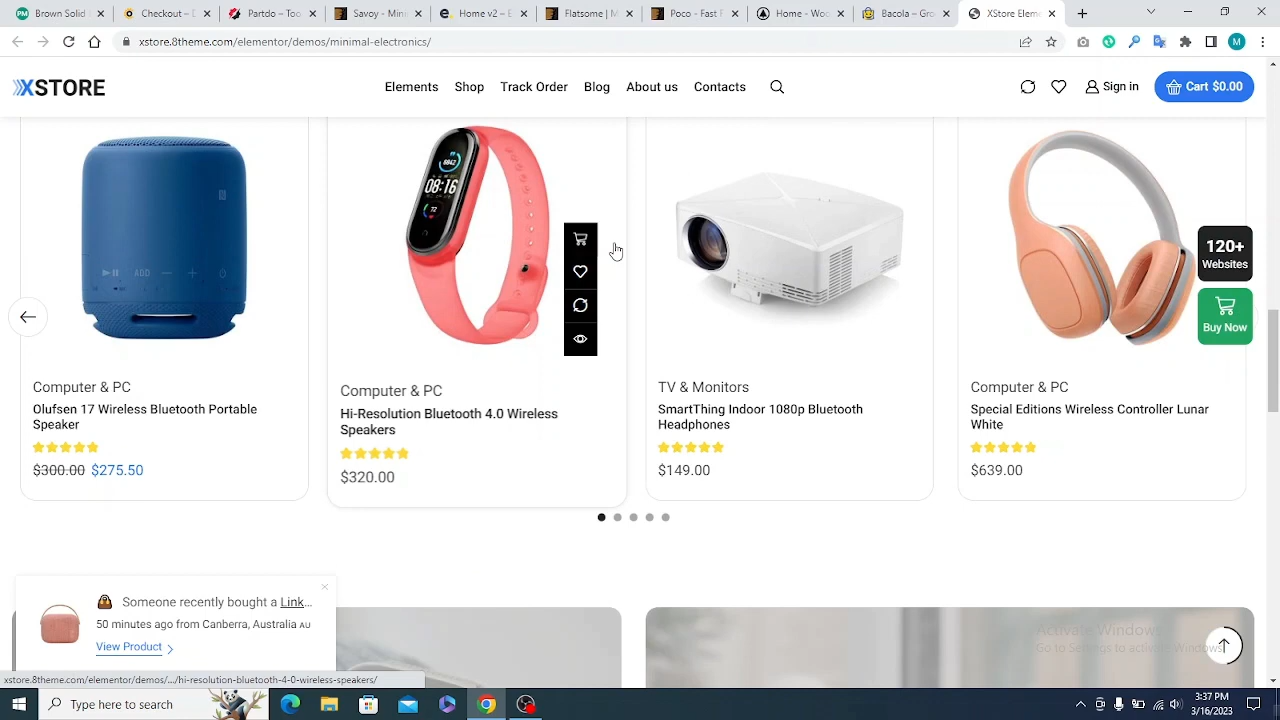 Brown Solid
Checkout – E
Partdo – Too
Savoy - Mini
Home v2 – E
Flatsome | M
Poco - Fast F
Home - Woo
Bacola – Gro
XStore Eleme
xstore.8theme.com/elementor/demos/minimal-electronics/
M
XSTORE
Elements
Shop
Track Order
Blog
About us
Contacts
Sign in
Cart $0.00
ADD
08:16
72
120+
Websites
Buy Now
Computer & PC
Olufsen 17 Wireless Bluetooth Portable
Speaker
$300.00 $275.50
Computer & PC
Hi-Resolution Bluetooth 4.0 Wireless
Speakers
$320.00
TV & Monitors
SmartThing Indoor 1080p Bluetooth
Headphones
$149.00
Computer & PC
Special Editions Wireless Controller Lunar
White
$639.00
Someone recently bought a Link...
50 minutes ago from Canberra, Australia AU
View Product
Activate Windows
Go to Settings to activate Windows.
xstore.8theme.com/elementor/demos/.../hi-resolution-bluetooth-4-0-wireless-speakers/
Type here to search
3:37 PM
3/16/2023